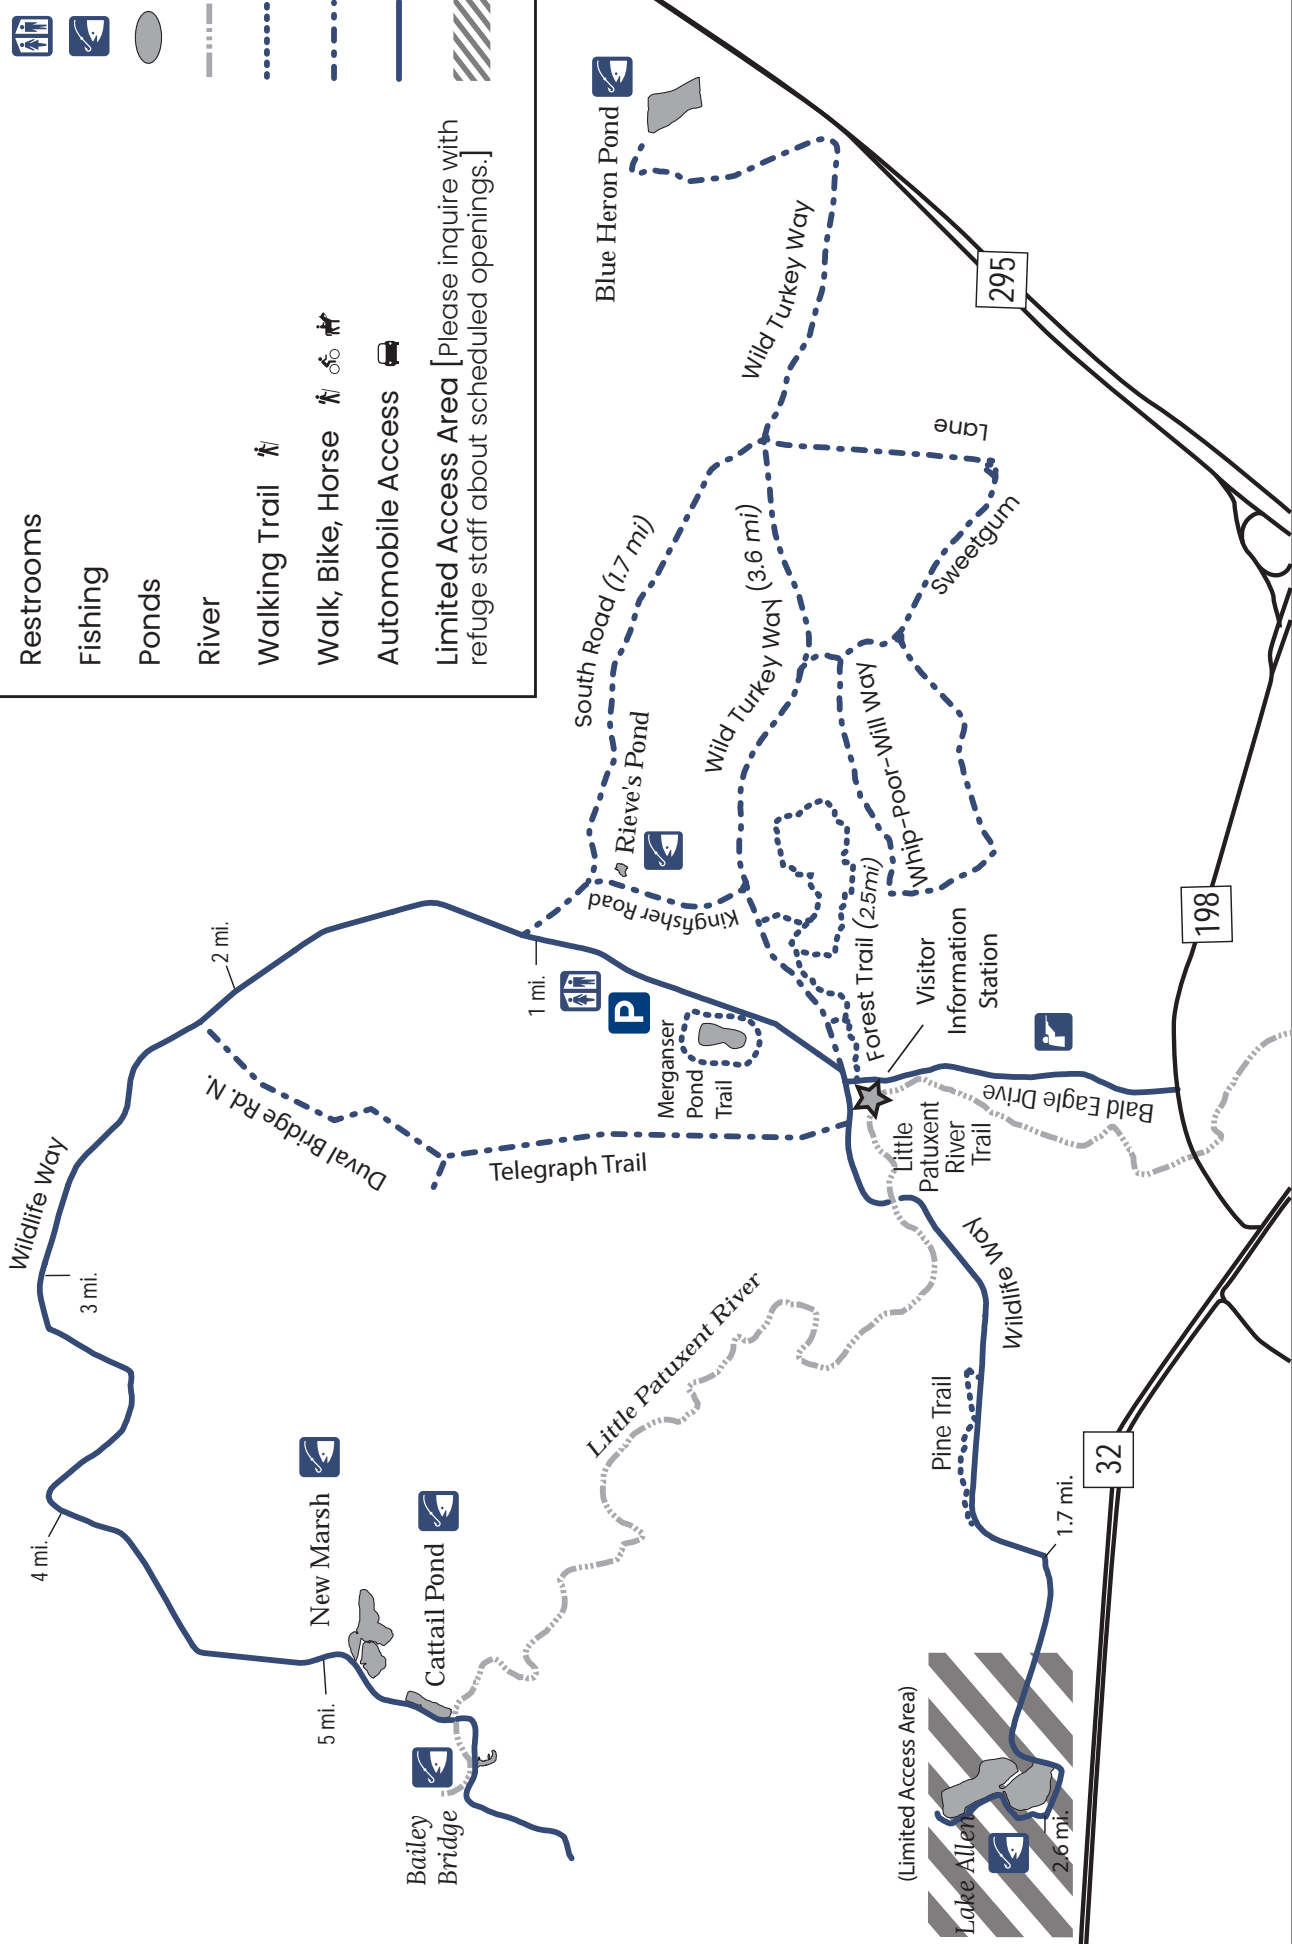 Restrooms
Fishing
Ponds
River
Walking Trail
Walk, Bike, Horse
Automobile Access
Limited Access Area [Please inquire with
refuge staff about scheduled openings.]
Wildlife Way
2 mi.
3 mi.
4 mi.
5 mi.
1 mi.
Duval Bridge Rd. N.
Telegraph Trail
New Marsh
Cattail Pond
Bailey
Bridge
Little Patuxent River
P
Merganser
Pond
Trail
Kingfisher Road
Rieve's Pond
South Road (1.7 mi)
Wild Turkey Way (3.6 mi)
Wild Turkey Way
Blue Heron Pond
Sweetgum
Lane
Whip-Poor-Will Way
Forest Trail (2.5mi)
Visitor
Information
Station
Little
Patuxent
River
Trail
Bald Eagle Drive
Wildlife Way
Pine Trail
1.7 mi.
(Limited Access Area)
Lake Allen
2.6 mi.
32
198
295